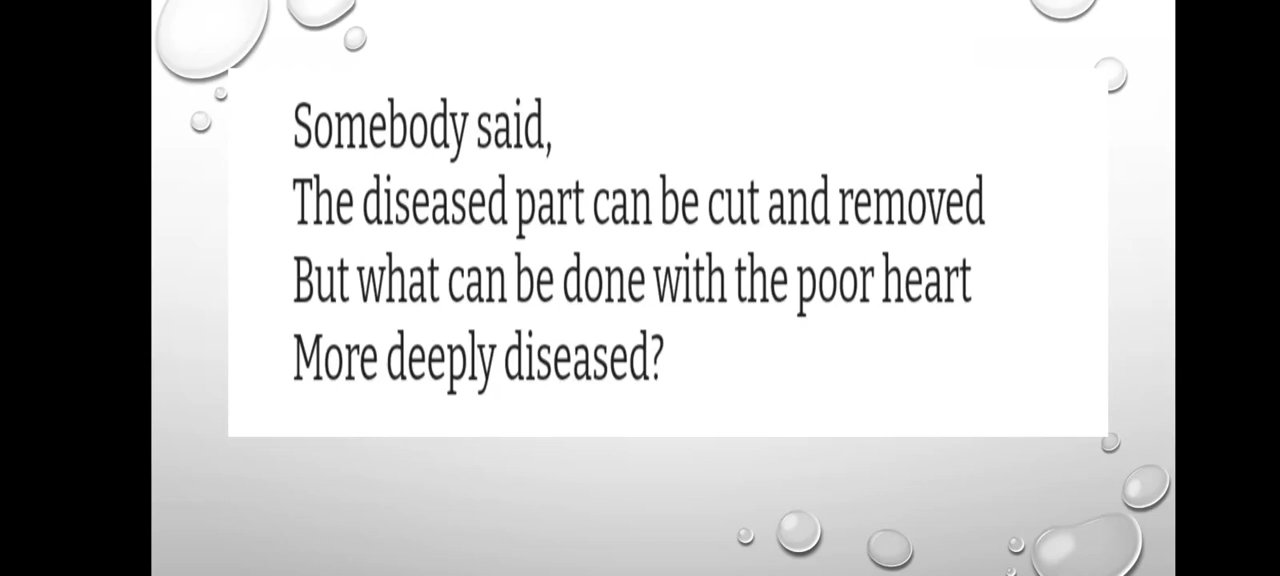 Somebody said,
The diseased part can be cut and removed
But what can be done with the poor heart
More deeply diseased?